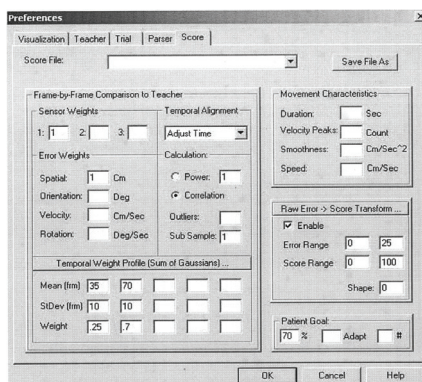 Preferences
Visualization Teacher Trial Parser Score
Score File:
Save File As
Frame-by-Frame Comparison to Teacher
Sensor Weights
1: 1 2: 3:
Temporal Alignment
Adjust Time
Error Weights
Spatial: 1 Cm
Orientation: Deg
Velocity: Cm/Sec
Rotation: Deg/Sec
Calculation:
Power: 1
Correlation
Outliers:
Sub Sample: 1
Temporal Weight Profile (Sum of Gaussians) ...
Mean (frm) 35 70
StDev (frm) 10 10
Weight .25 .7
Movement Characteristics
Duration: Sec
Velocity Peaks: Count
Smoothness: Cm/Sec^2
Speed: Cm/Sec
Raw Error -> Score Transform ...
Enable
Error Range 0 25
Score Range 0 100
Shape: 0
Patient Goal:
70 % Adapt #
OK Cancel Help